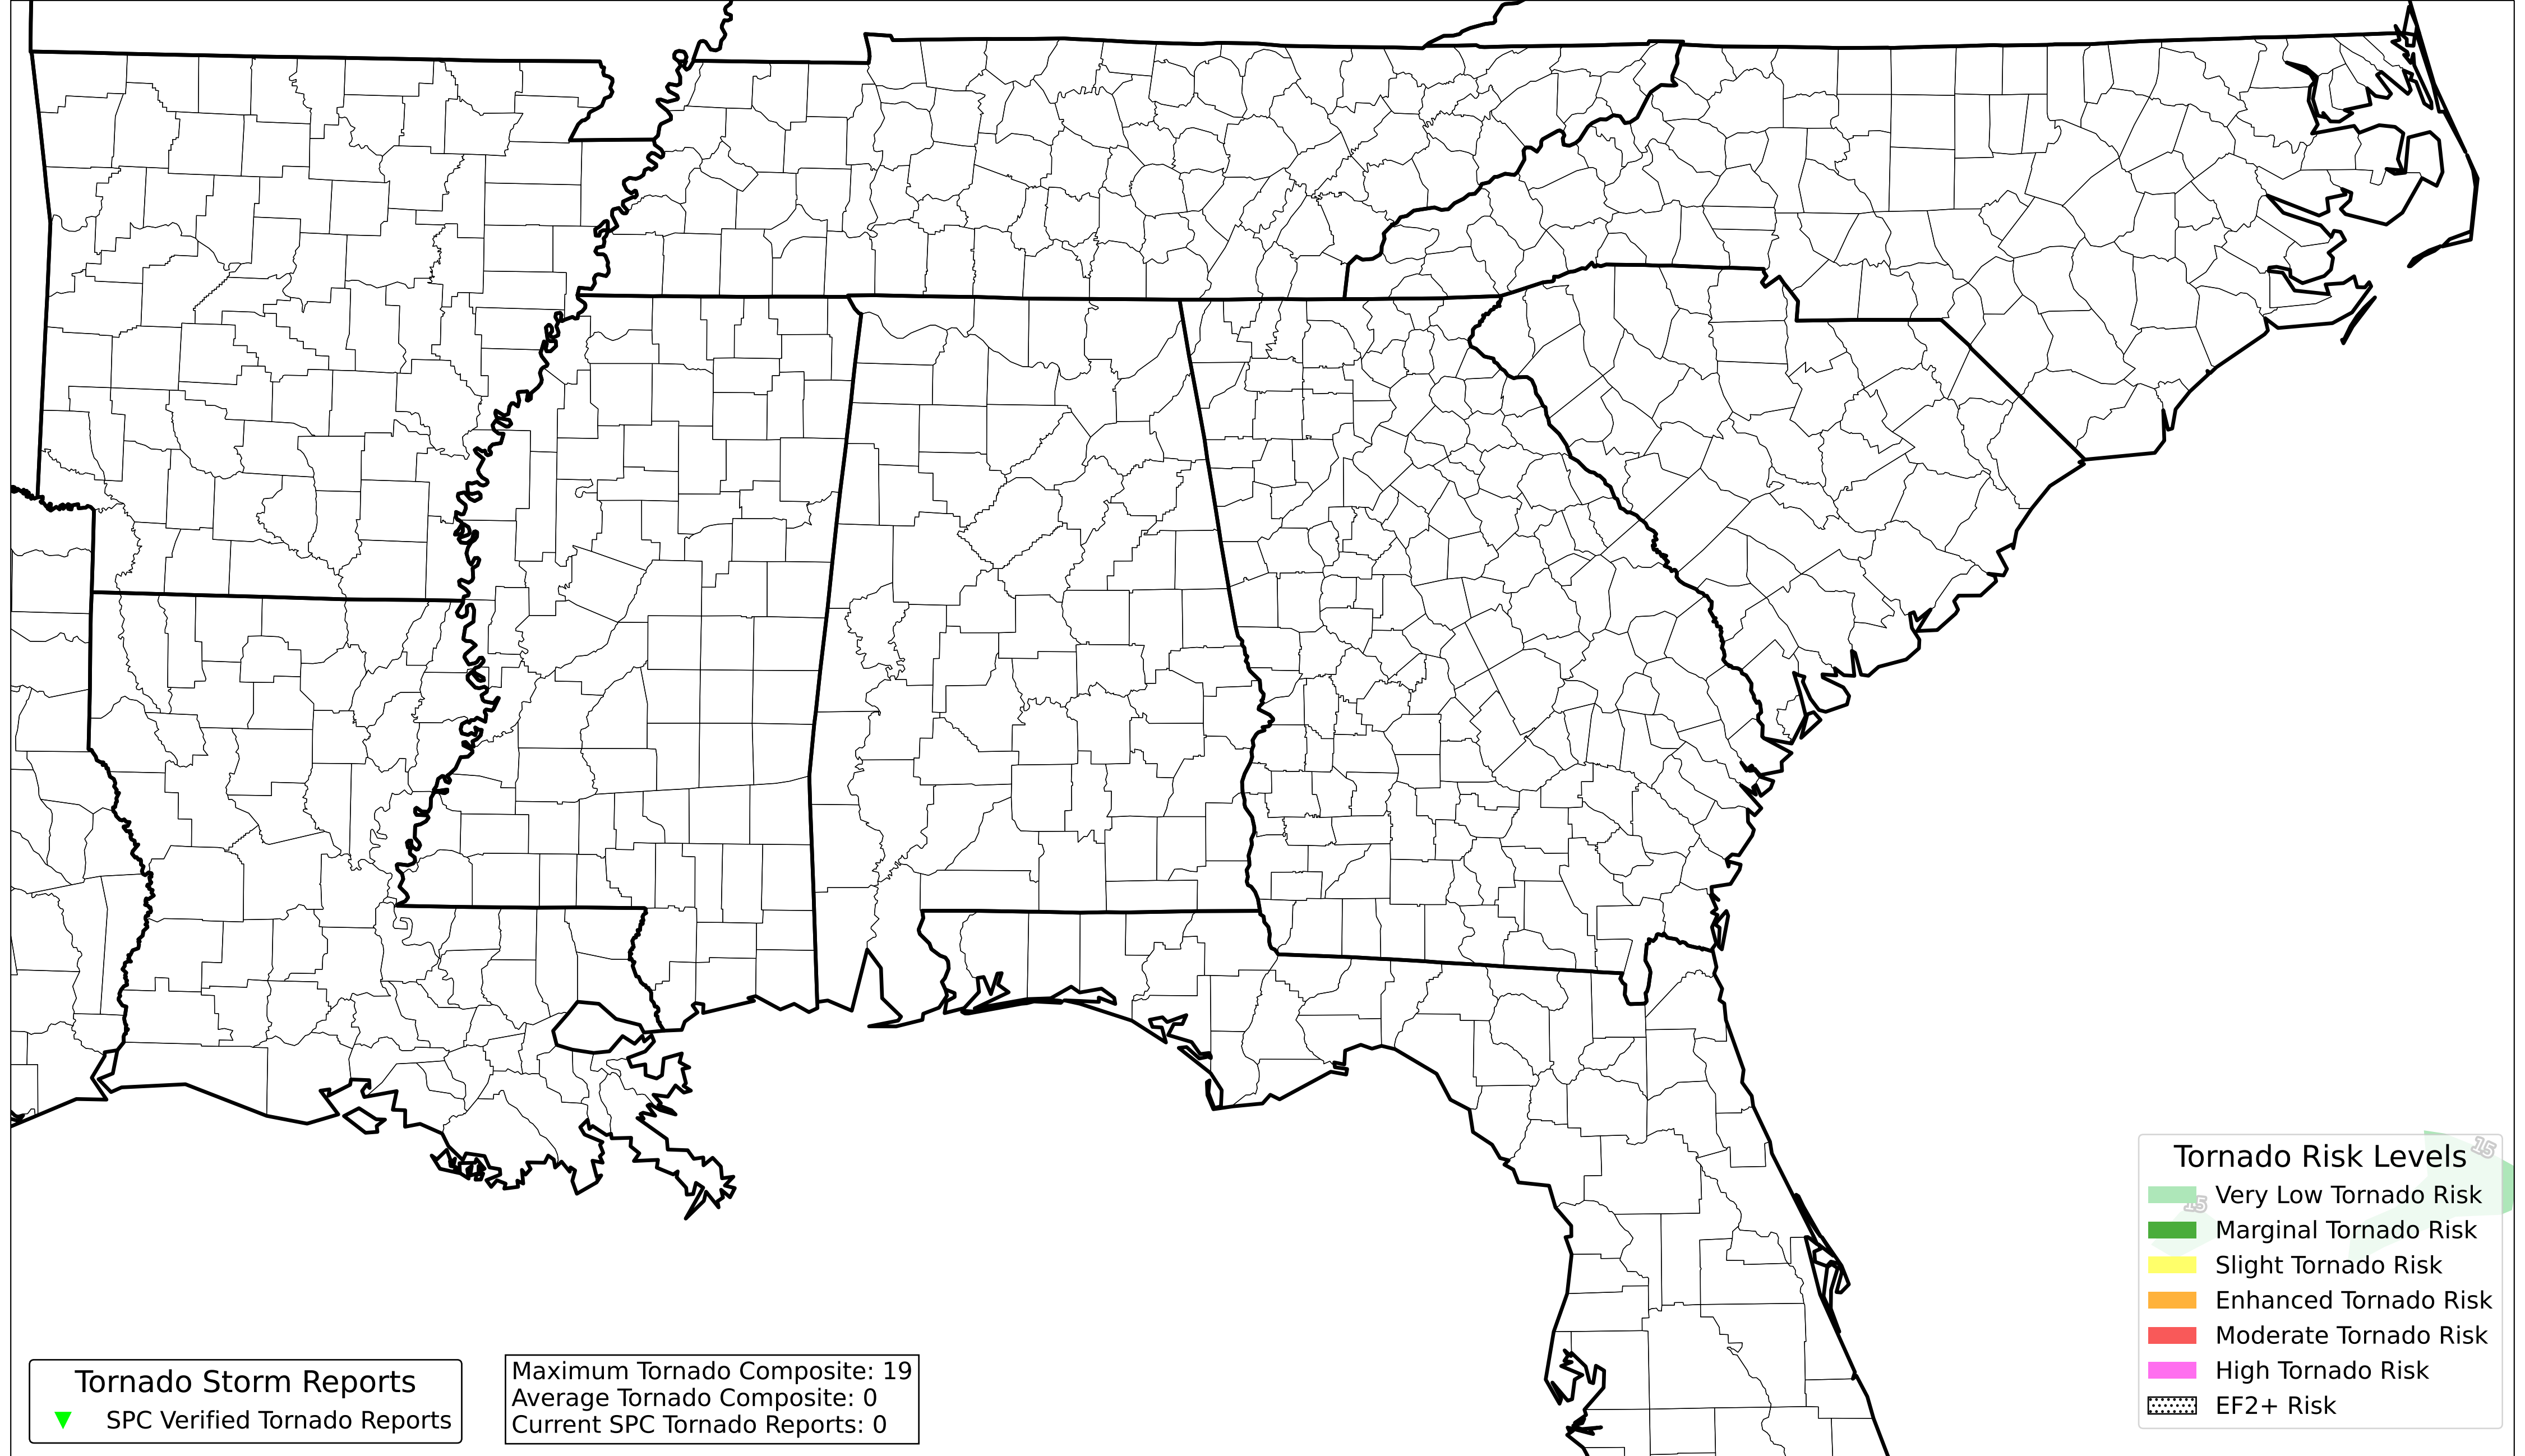 15
Tornado Risk Levels
Very Low Tornado Risk
15
Marginal Tornado Risk
Slight Tornado Risk
Enhanced Tornado Risk
Moderate Tornado Risk
High Tornado Risk
EF2+ Risk
Tornado Storm Reports
SPC Verified Tornado Reports
Maximum Tornado Composite: 19
Average Tornado Composite: 0
Current SPC Tornado Reports: 0